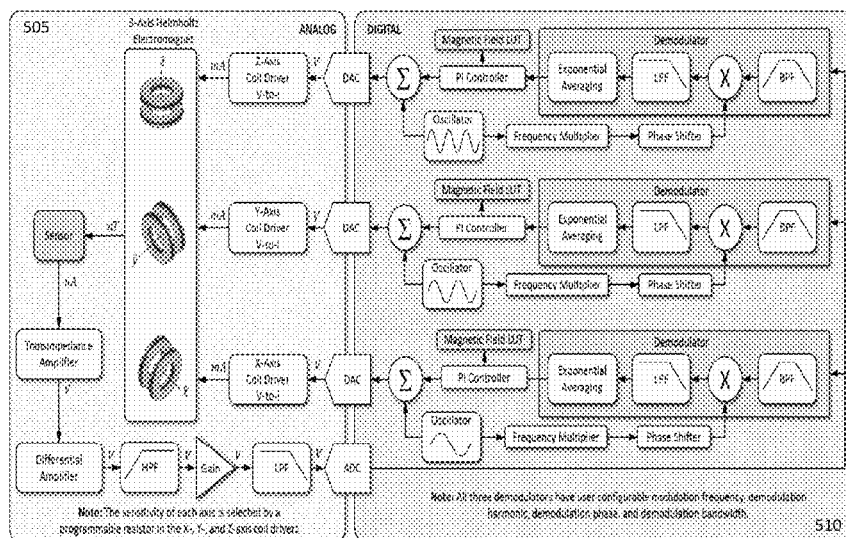 505
3-Axis Helmholtz
Electromagnet
ANALOG
DIGITAL
Z-Axis
Coil Driver
V-to-i
mA
V
DAC
Σ
Magnetic Field LUT
PI Controller
Demodulator
Exponential
Averaging
LPF
X
BPF
Oscillator
Frequency Multiplier
Phase Shifter
Y-Axis
Coil Driver
V-to-i
mA
V
DAC
Σ
Magnetic Field LUT
PI Controller
Demodulator
Exponential
Averaging
LPF
X
BPF
Oscillator
Frequency Multiplier
Phase Shifter
Sensor
nT
nA
Transimpedance
Amplifier
V
X-Axis
Coil Driver
V-to-i
mA
V
DAC
Σ
Magnetic Field LUT
PI Controller
Demodulator
Exponential
Averaging
LPF
X
BPF
Oscillator
Frequency Multiplier
Phase Shifter
Differential
Amplifier
V
HPF
V
Gain
V
LPF
V
ADC
Note: The sensitivity of each axis is selected by a
programmable resistor in the X-, Y-, and Z-axis coil drivers
Note: All three demodulators have user configurable modulation frequency, demodulation
harmonic, demodulation phase, and demodulation bandwidth.
510